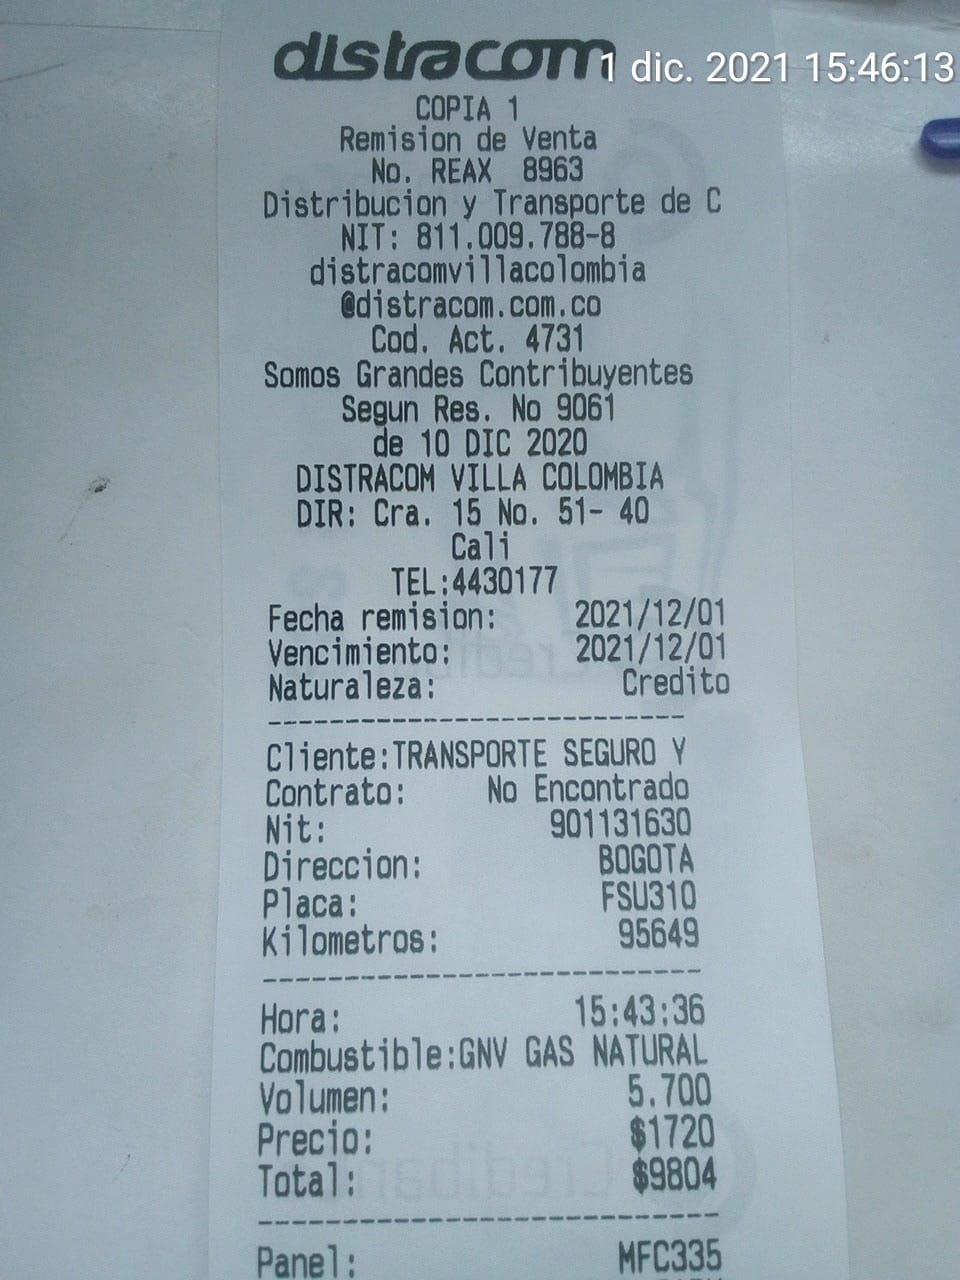 distracom
1 dic. 2021 15:46:13
COPIA 1
Remision de Venta
No. REAX 8963
Distribucion y Transporte de C
NIT: 811.009.788-8
distracomvillacolombia
@distracom.com.co
Cod. Act. 4731
Somos Grandes Contribuyentes
Segun Res. No 9061
de 10 DIC 2020
DISTRACOM VILLA COLOMBIA
DIR: Cra. 15 No. 51- 40
Cali
TEL:4430177
Fecha remision: 2021/12/01
Vencimiento: 2021/12/01
Naturaleza: Credito
Cliente:TRANSPORTE SEGURO Y
Contrato: No Encontrado
Nit: 901131630
Direccion: BOGOTA
Placa: FSU310
Kilometros: 95649
Hora: 15:43:36
Combustible:GNV GAS NATURAL
Volumen: 5.700
Precio: $1720
Total: $9804
Panel: MFC335